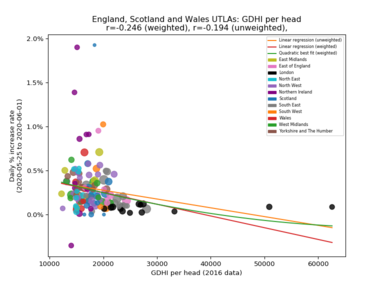 England, Scotland and Wales UTLAs: GDHI per head
r=-0.246 (weighted), r=-0.194 (unweighted),
Linear regression (unweighted)
Linear regression (weighted)
Quadratic best fit (weighted)
East Midlands
East of England
London
North East
North West
Northern Ireland
Scotland
South East
South West
Wales
West Midlands
Yorkshire and The Humber
2.0%
1.5%
1.0%
0.5%
0.0%
Daily % increase rate
(2020-05-25 to 2020-06-01)
10000 20000 30000 40000 50000 60000
GDHI per head (2016 data)